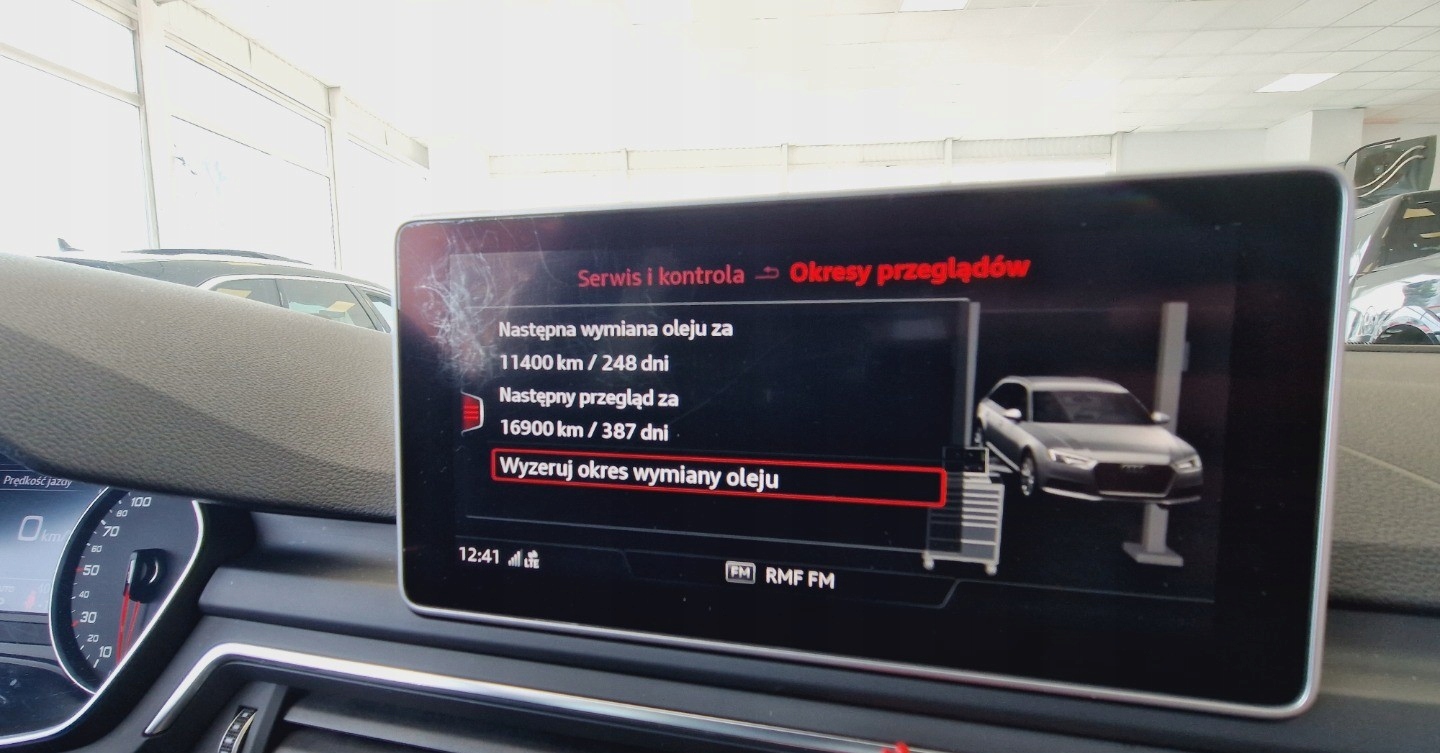 Serwis i kontrola Okresy przeglądów
Następna wymiana oleju za
11400 km / 248 dni
Następny przegląd za
16900 km / 387 dni
Wyzeruj okres wymiany oleju
12:41 LTE FM RMF FM
Prędkość jazdy
0 km/
100
80
70
60
50
40
30
20
10